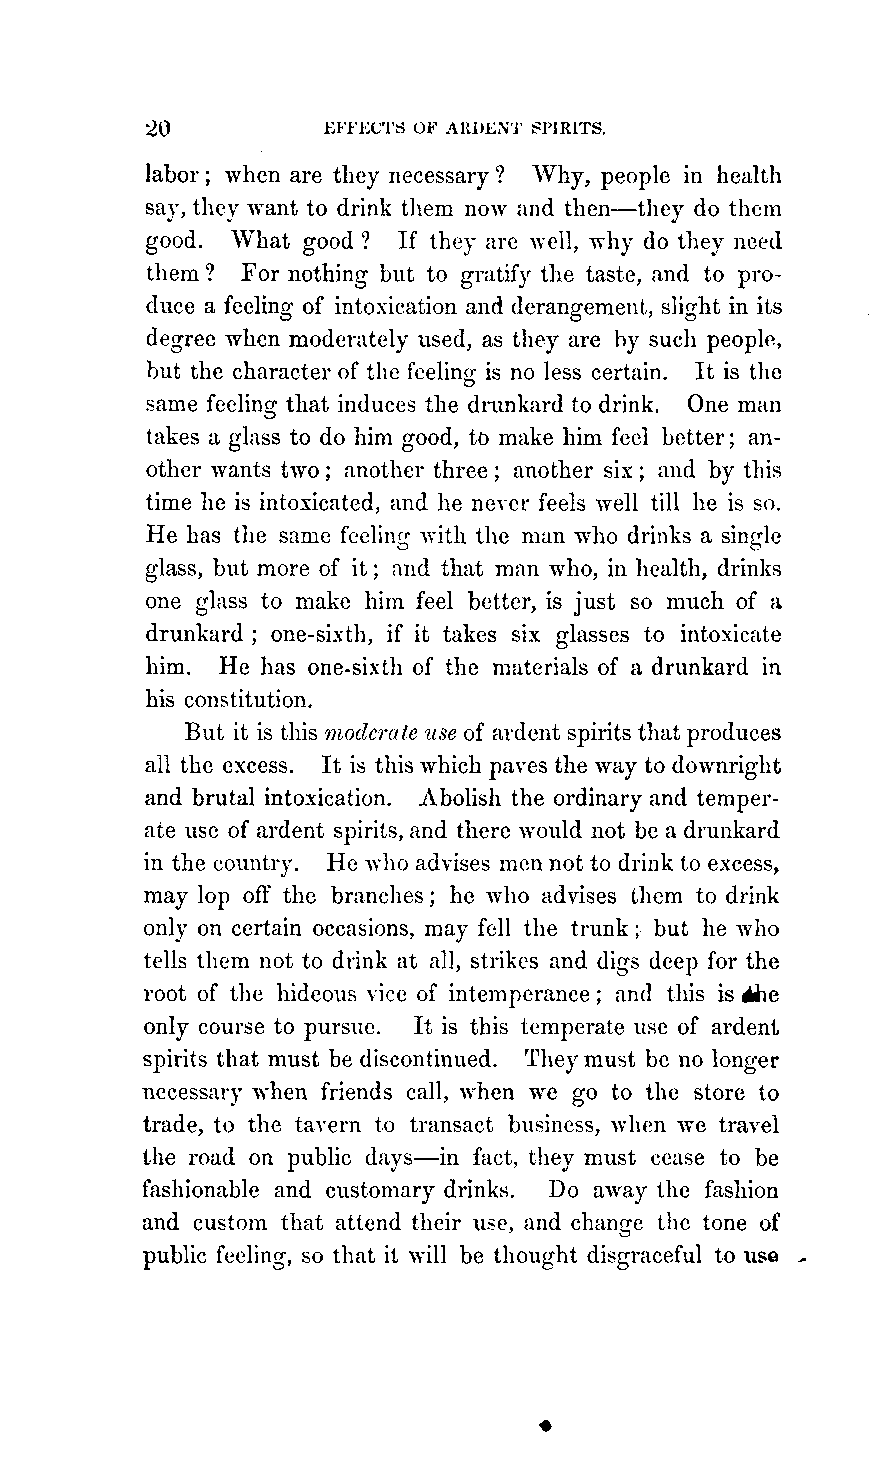 20 EFFECTS OF ARDENT SPIRITS.
labor; when are they necessary? Why, people in health
say, they want to drink them now and then—they do them
good. What good? If they are well, why do they need
them? For nothing but to gratify the taste, and to pro-
duce a feeling of intoxication and derangement, slight in its
degree when moderately used, as they are by such people,
but the character of the feeling is no less certain. It is the
same feeling that induces the drunkard to drink. One man
takes a glass to do him good, to make him feel better; an-
other wants two; another three; another six; and by this
time he is intoxicated, and he never feels well till he is so.
He has the same feeling with the man who drinks a single
glass, but more of it; and that man who, in health, drinks
one glass to make him feel better, is just so much of a
drunkard; one-sixth, if it takes six glasses to intoxicate
him. He has one-sixth of the materials of a drunkard in
his constitution.
But it is this moderate use of ardent spirits that produces
all the excess. It is this which paves the way to downright
and brutal intoxication. Abolish the ordinary and temper-
ate use of ardent spirits, and there would not be a drunkard
in the country. He who advises men not to drink to excess,
may lop off the branches; he who advises them to drink
only on certain occasions, may fell the trunk; but he who
tells them not to drink at all, strikes and digs deep for the
root of the hideous vice of intemperance; and this is the
only course to pursue. It is this temperate use of ardent
spirits that must be discontinued. They must be no longer
necessary when friends call, when we go to the store to
trade, to the tavern to transact business, when we travel
the road on public days—in fact, they must cease to be
fashionable and customary drinks. Do away the fashion
and custom that attend their use, and change the tone of
public feeling, so that it will be thought disgraceful to use